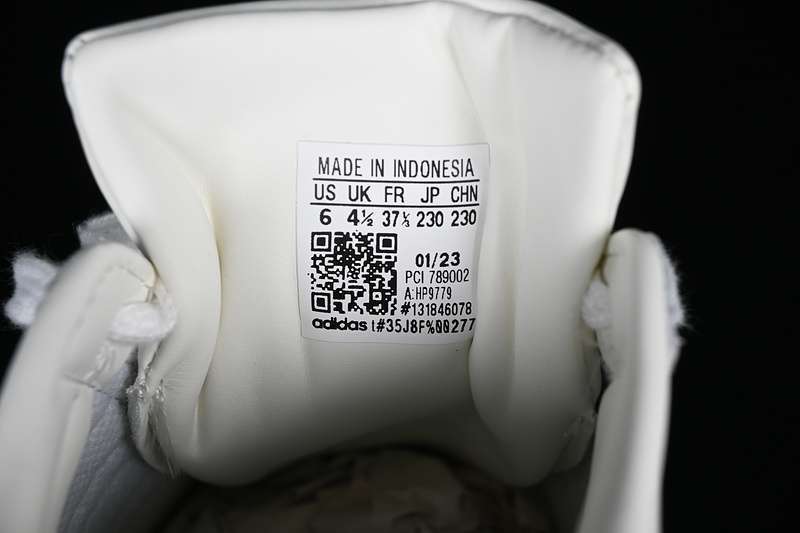 MADE IN INDONESIA
US UK FR JP CHN
6 4½ 37⅓ 230 230
01/23
PCI 789002
A:HP9779
#131846078
adidas t#35J8F%00277